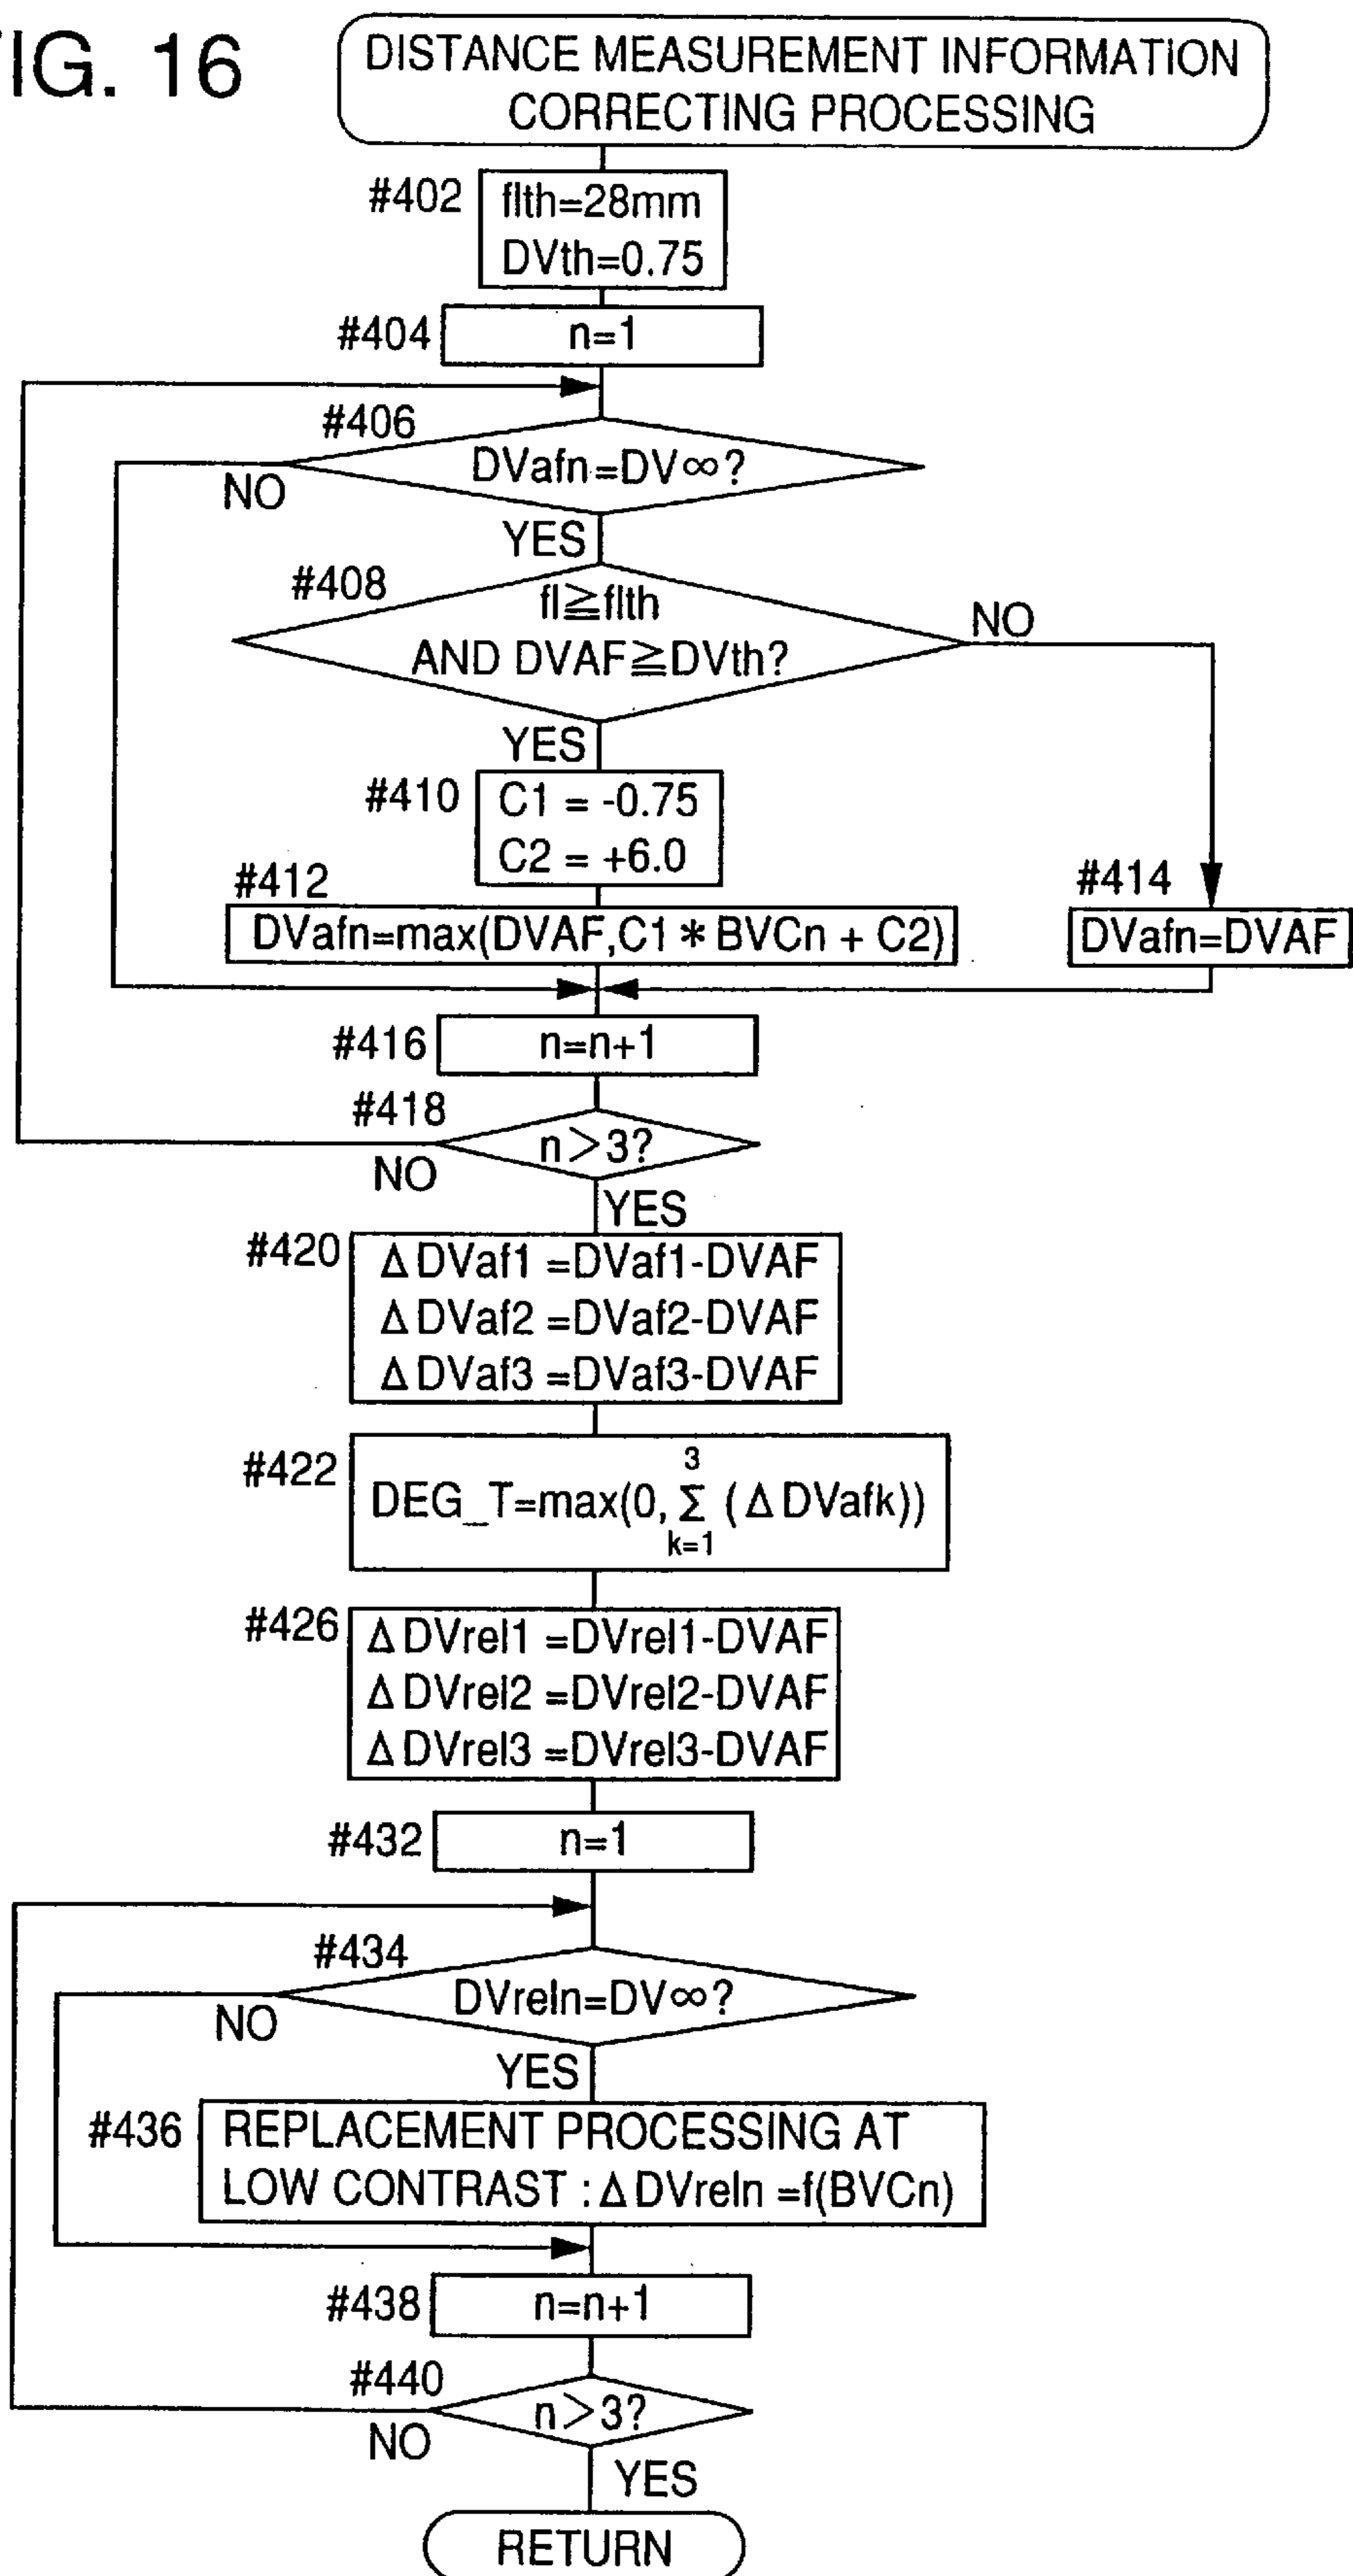 FIG. 16
DISTANCE MEASUREMENT INFORMATION
CORRECTING PROCESSING
#402
flth=28mm
DVth=0.75
#404
n=1
#406
DVafn=DV∞?
NO
YES
#408
fl≧flth
AND DVAF≧DVth?
NO
YES
#410
C1 = -0.75
C2 = +6.0
#412
DVafn=max(DVAF,C1＊BVCn + C2)
#414
DVafn=DVAF
#416
n=n+1
#418
n>3?
NO
YES
#420
ΔDVaf1 =DVaf1-DVAF
ΔDVaf2 =DVaf2-DVAF
ΔDVaf3 =DVaf3-DVAF
#422
3
DEG_T=max(0, Σ (ΔDVafk))
k=1
#426
ΔDVrel1 =DVrel1-DVAF
ΔDVrel2 =DVrel2-DVAF
ΔDVrel3 =DVrel3-DVAF
#432
n=1
#434
DVreln=DV∞?
NO
YES
#436
REPLACEMENT PROCESSING AT
LOW CONTRAST : ΔDVreln =f(BVCn)
#438
n=n+1
#440
n>3?
NO
YES
RETURN